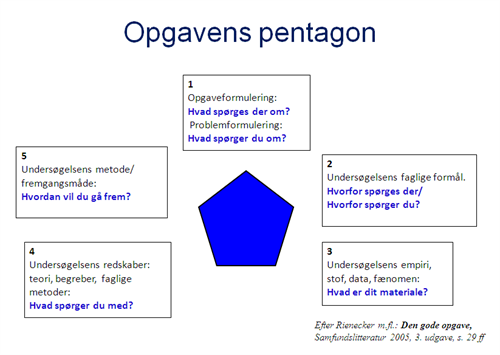 Opgavens pentagon
1
Opgaveformulering:
Hvad spørges der om?
Problemformulering:
Hvad spørger du om?
2
Undersøgelsens faglige formål.
Hvorfor spørges der/
Hvorfor spørger du?
3
Undersøgelsens empiri,
stof, data, fænomen:
Hvad er dit materiale?
4
Undersøgelsens redskaber:
teori, begreber, faglige
metoder:
Hvad spørger du med?
5
Undersøgelsens metode/
fremgangsmåde:
Hvordan vil du gå frem?
Efter Rienecker m.fl.: Den gode opgave,
Samfundslitteratur 2005, 3. udgave, s. 29 ff